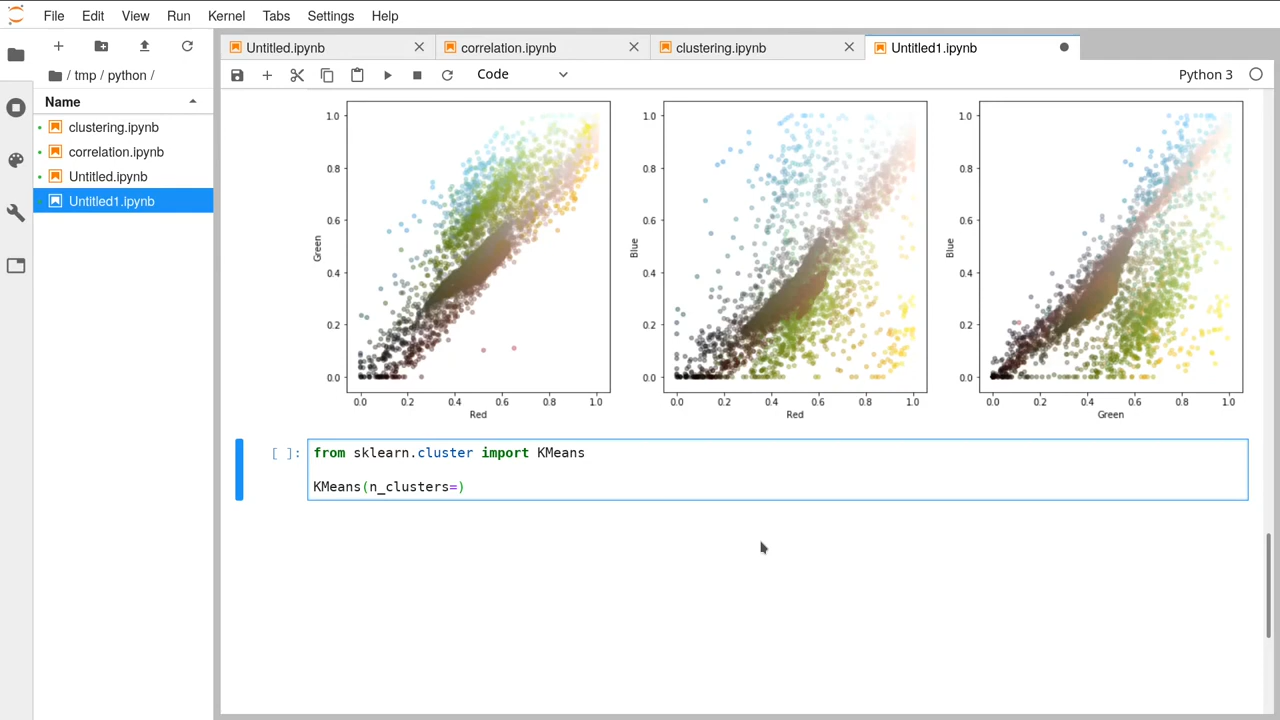 File Edit View Run Kernel Tabs Settings Help
/ tmp / python /
Name
clustering.ipynb
correlation.ipynb
Untitled.ipynb
Untitled1.ipynb
Untitled.ipynb correlation.ipynb clustering.ipynb Untitled1.ipynb
Code Python 3
1.0
0.8
0.6
0.4
0.2
0.0
Green
0.0 0.2 0.4 0.6 0.8 1.0
Red
1.0
0.8
0.6
0.4
0.2
0.0
Blue
0.0 0.2 0.4 0.6 0.8 1.0
Red
1.0
0.8
0.6
0.4
0.2
0.0
Blue
0.0 0.2 0.4 0.6 0.8 1.0
Green
[ ]: from sklearn.cluster import KMeans
KMeans(n_clusters=)